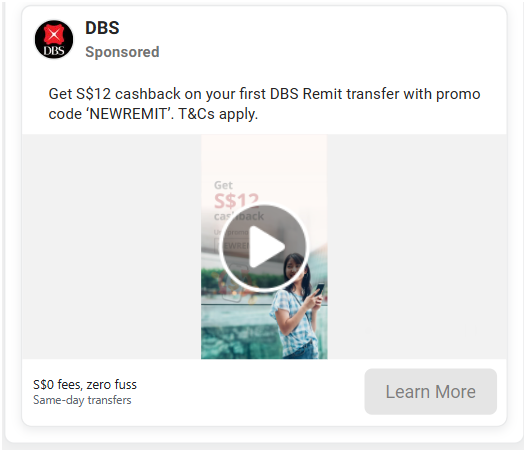 DBS
DBS
Sponsored
Get S$12 cashback on your first DBS Remit transfer with promo
code ‘NEWREMIT’. T&Cs apply.
Get
S$12
cashback
S$0 fees, zero fuss
Same-day transfers
Learn More